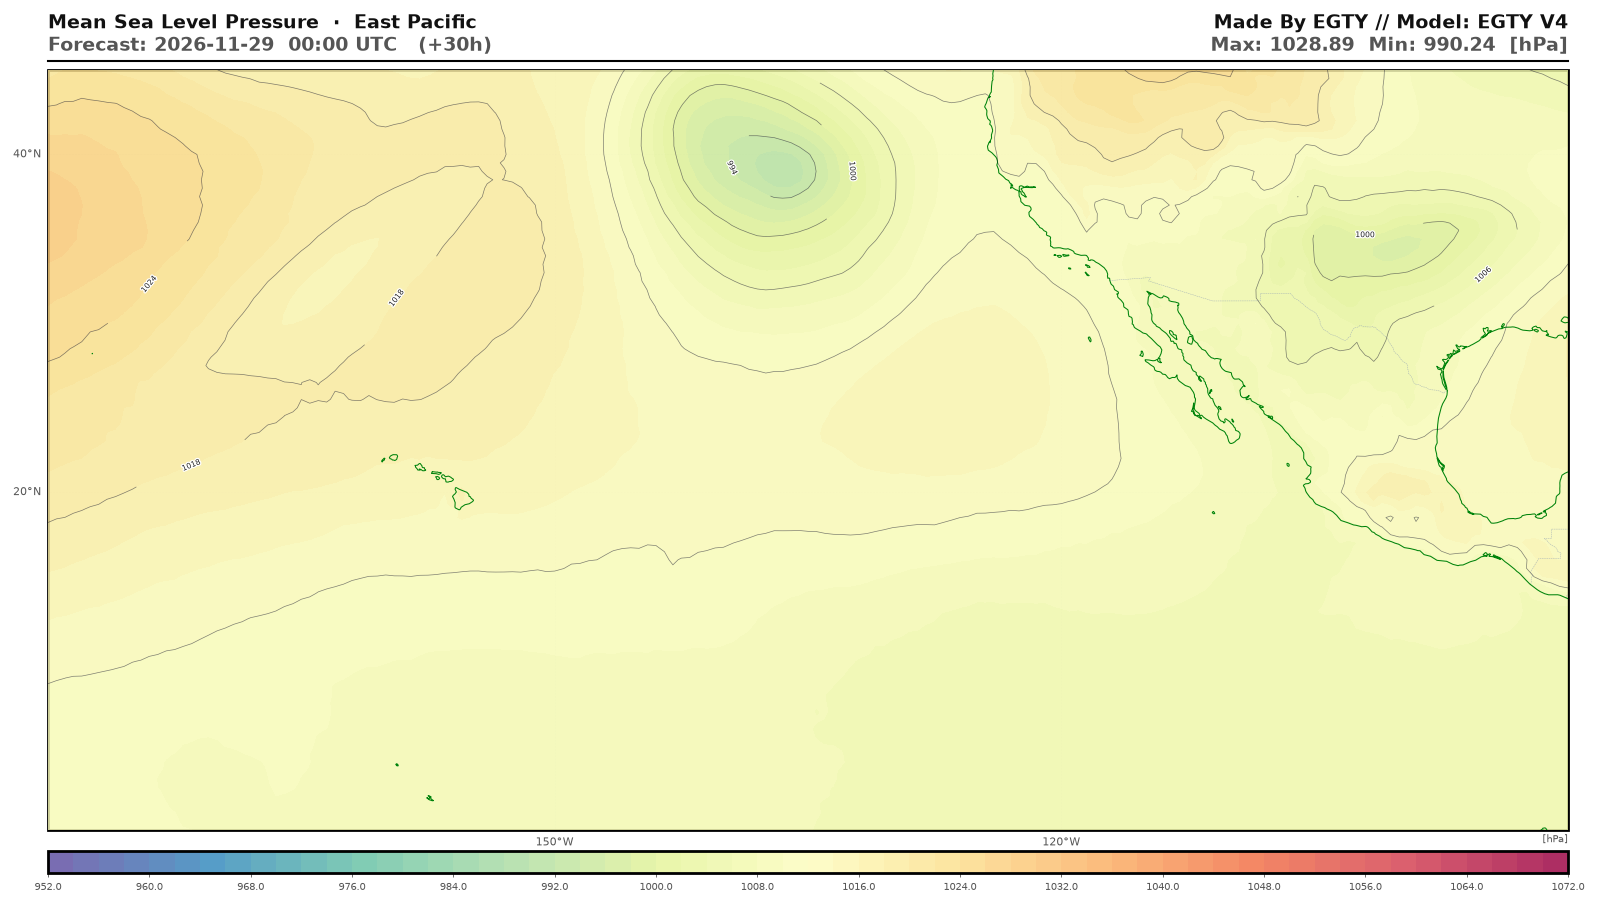 Mean Sea Level Pressure · East Pacific
Made By EGTY // Model: EGTY V4
Forecast: 2026-11-29 00:00 UTC (+30h)
Max: 1028.89 Min: 990.24 [hPa]
40°N
20°N
994
1000
1000
1006
1024
1018
1018
150°W
120°W
[hPa]
952.0 960.0 968.0 976.0 984.0 992.0 1000.0 1008.0 1016.0 1024.0 1032.0 1040.0 1048.0 1056.0 1064.0 1072.0